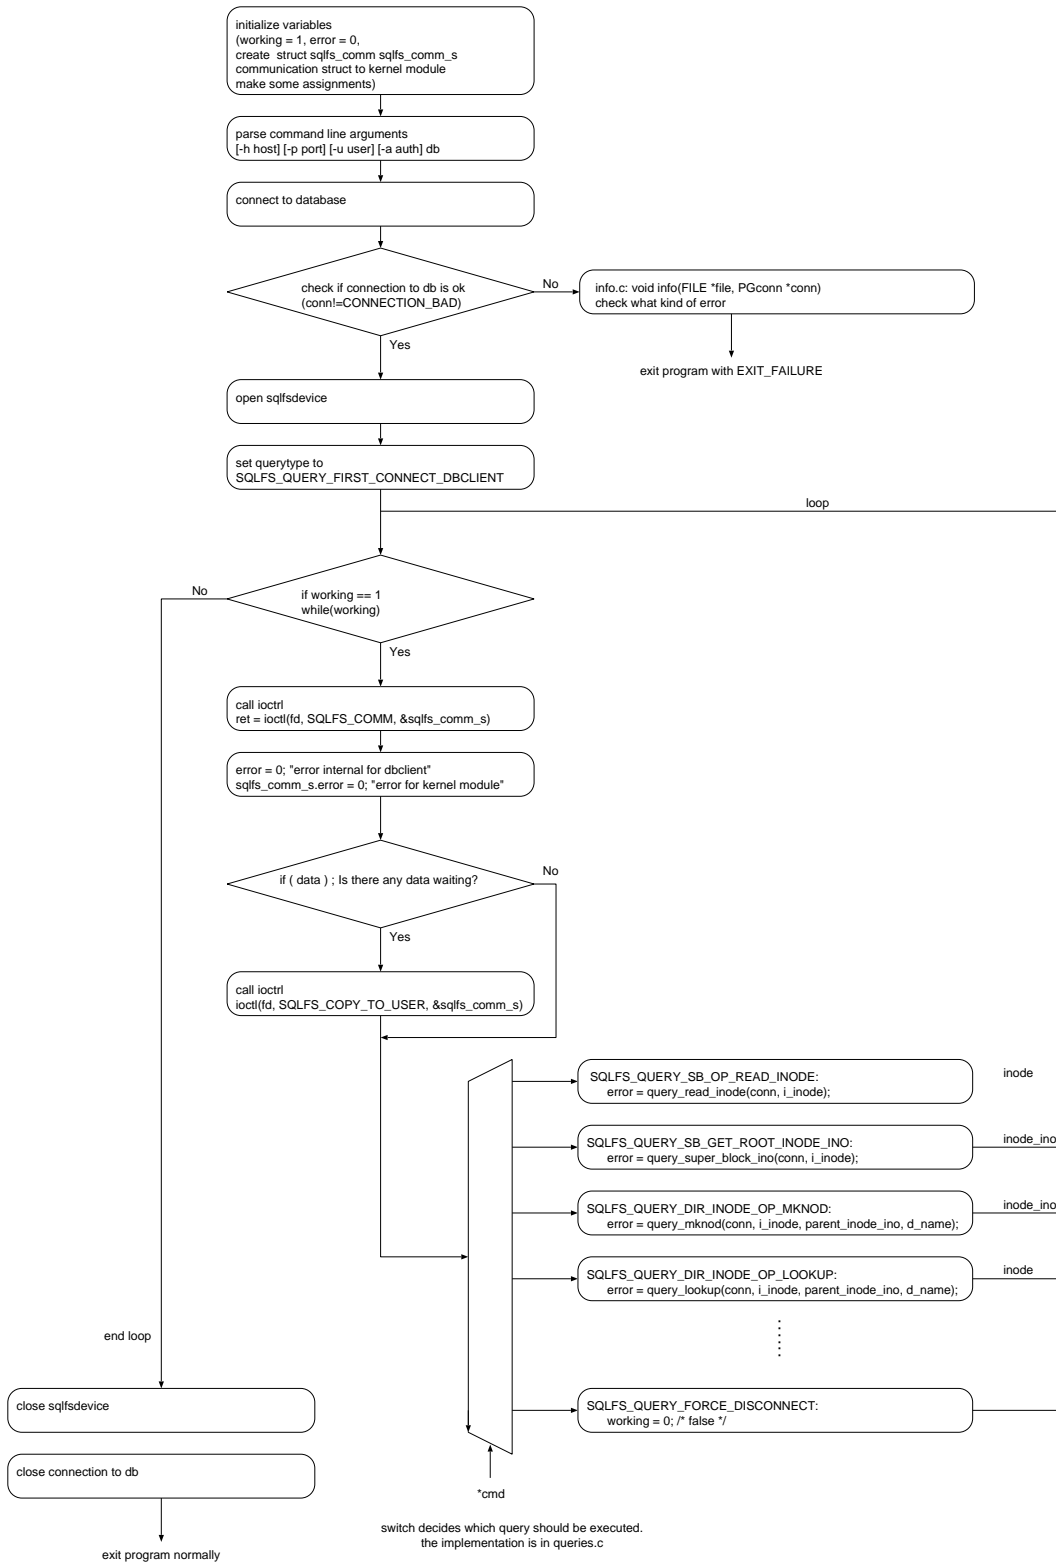 initialize variables
(working = 1, error = 0,
create  struct sqlfs_comm sqlfs_comm_s
communication struct to kernel module
make some assignments)
parse command line arguments
[-h host] [-p port] [-u user] [-a auth] db
connect to database
check if connection to db is ok
(conn!=CONNECTION_BAD)
No
info.c: void info(FILE *file, PGconn *conn)
check what kind of error
Yes
exit program with EXIT_FAILURE
open sqlfsdevice
set querytype to
SQLFS_QUERY_FIRST_CONNECT_DBCLIENT
loop
No
if working == 1
while(working)
Yes
call ioctrl
ret = ioctl(fd, SQLFS_COMM, &sqlfs_comm_s)
error = 0; "error internal for dbclient"
sqlfs_comm_s.error = 0; "error for kernel module"
No
if ( data ) ; Is there any data waiting?
Yes
call ioctrl
ioctl(fd, SQLFS_COPY_TO_USER, &sqlfs_comm_s)
SQLFS_QUERY_SB_OP_READ_INODE:
error = query_read_inode(conn, i_inode);
inode
SQLFS_QUERY_SB_GET_ROOT_INODE_INO:
error = query_super_block_ino(conn, i_inode);
inode_ino
SQLFS_QUERY_DIR_INODE_OP_MKNOD:
error = query_mknod(conn, i_inode, parent_inode_ino, d_name);
inode_ino
SQLFS_QUERY_DIR_INODE_OP_LOOKUP:
error = query_lookup(conn, i_inode, parent_inode_ino, d_name);
inode
end loop
close sqlfsdevice
SQLFS_QUERY_FORCE_DISCONNECT:
working = 0; /* false */
close connection to db
*cmd
switch decides which query should be executed.
the implementation is in queries.c
exit program normally